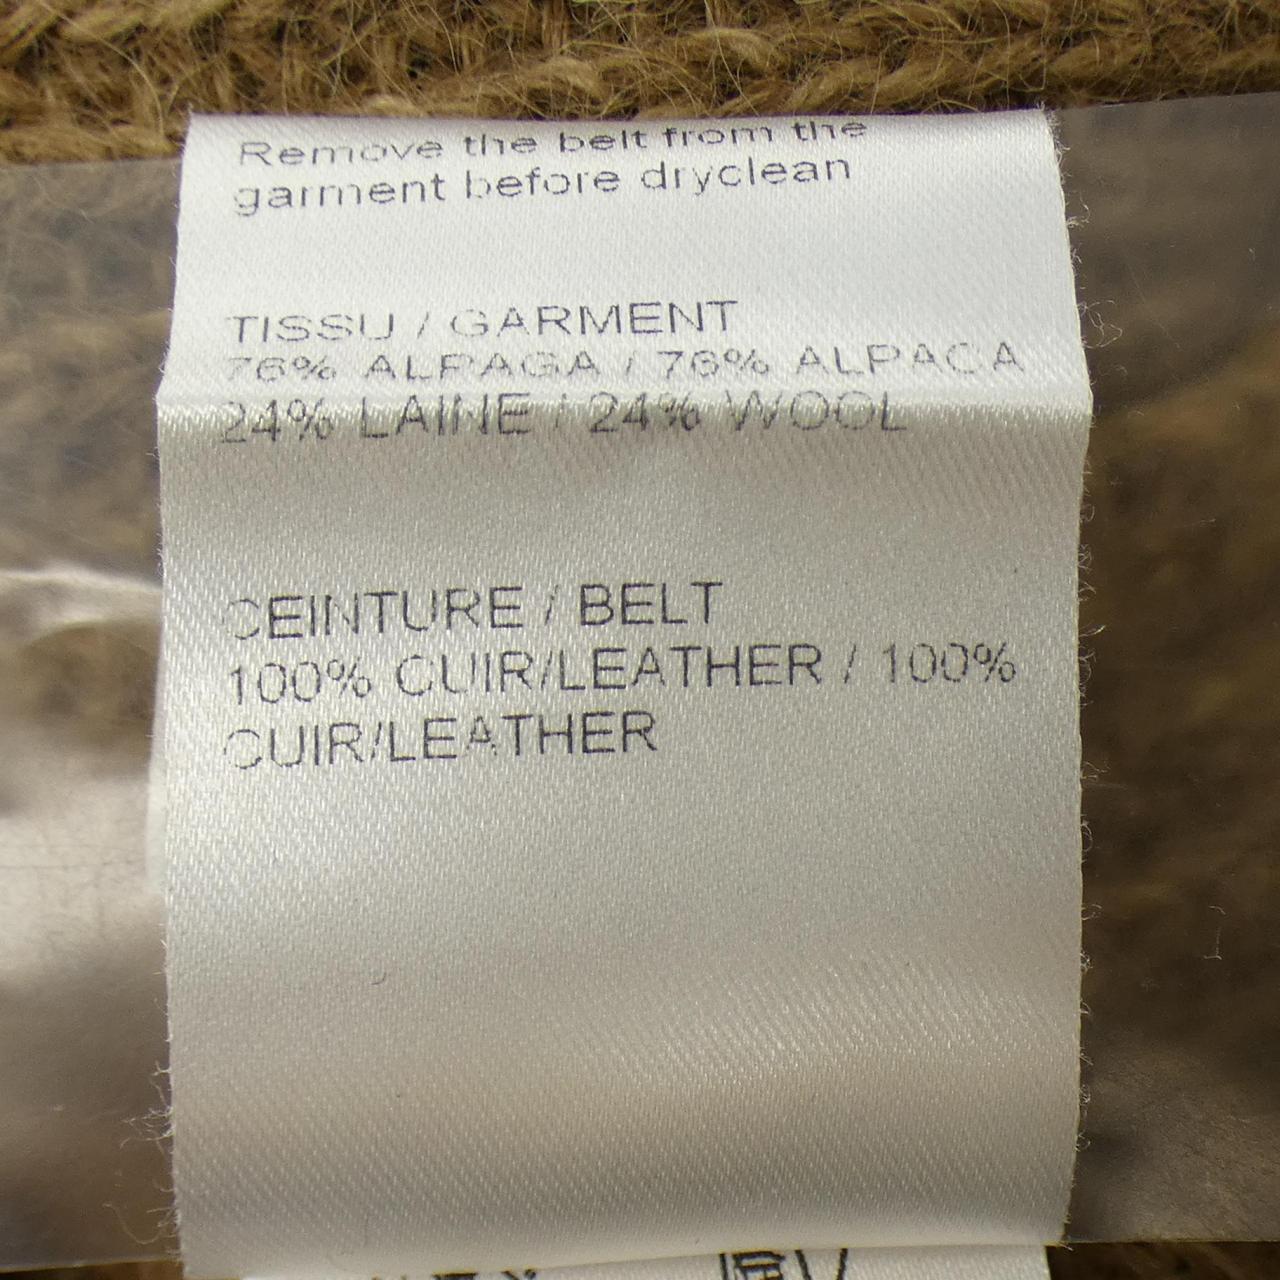 Remove the belt from the
garment before dryclean
TISSU / GARMENT
76% ALPAGA / 76% ALPACA
24% LAINE / 24% WOOL
CEINTURE / BELT
100% CUIR/LEATHER / 100%
CUIR/LEATHER